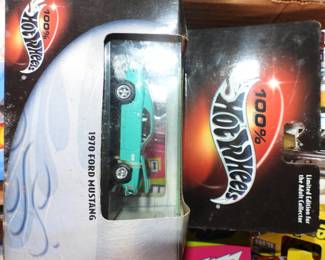 100%
Hot Wheels
1970 FORD MUSTANG
100%
Hot Wheels
Limited Edition for
the Adult Collector